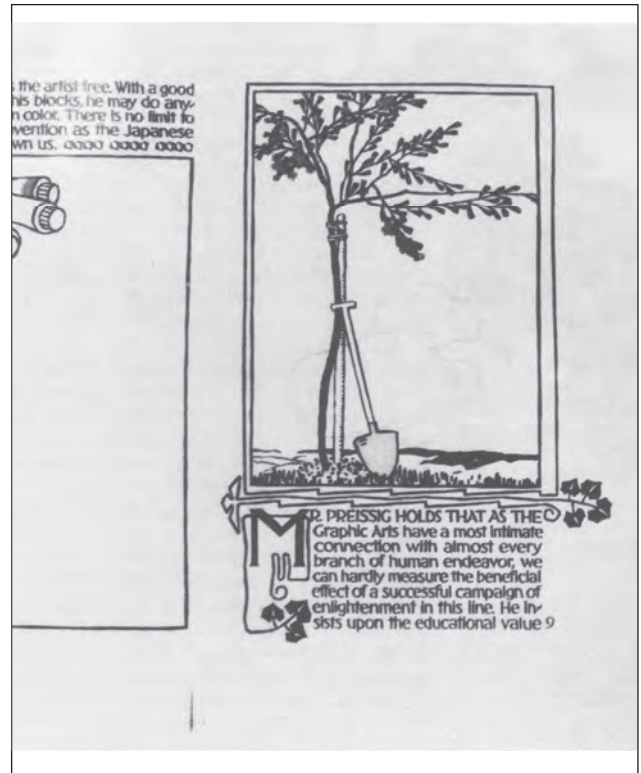 s the artist free. With a good
his blocks, he may do any-
n color. There is no limit to
vention as the Japanese
wn us.
MR. PREISSIG HOLDS THAT AS THE
Graphic Arts have a most intimate
connection with almost every
branch of human endeavor, we
can hardly measure the beneficial
effect of a successful campaign of
enlightenment in this line. He in-
sists upon the educational value 9